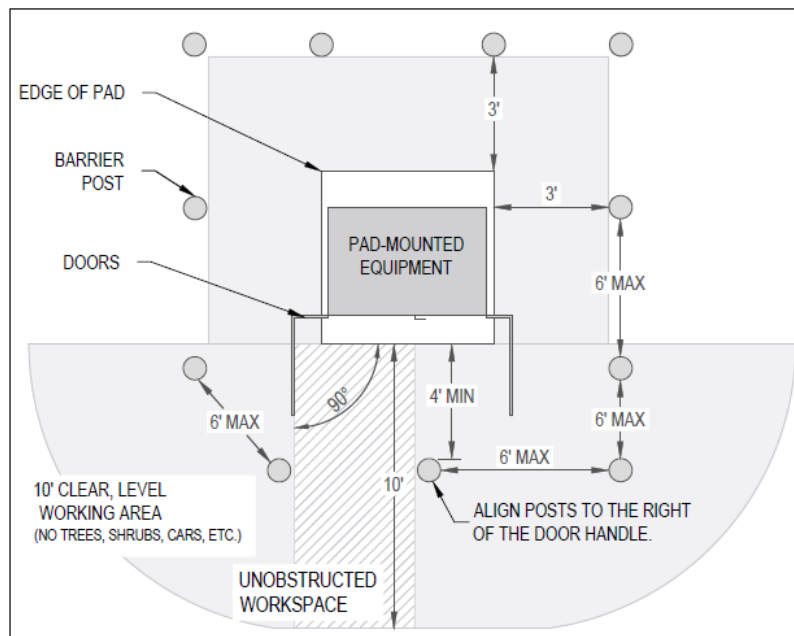 EDGE OF PAD
3'
BARRIER
POST
3'
PAD-MOUNTED
EQUIPMENT
DOORS
6' MAX
90°
4' MIN
6' MAX
6' MAX
6' MAX
10' CLEAR, LEVEL
WORKING AREA
(NO TREES, SHRUBS, CARS, ETC.)
10'
ALIGN POSTS TO THE RIGHT
OF THE DOOR HANDLE.
UNOBSTRUCTED
WORKSPACE